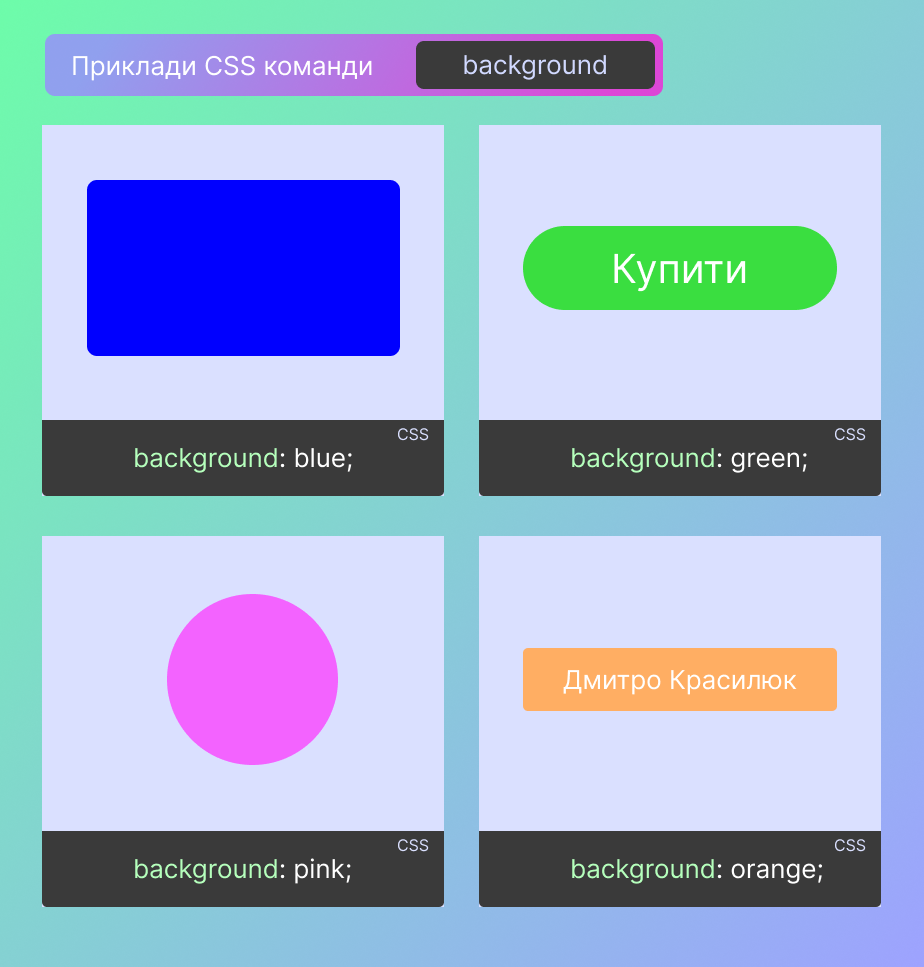 Приклади CSS команди background
Купити
CSS
background: blue;
CSS
background: green;
Дмитро Красилюк
CSS
background: pink;
CSS
background: orange;